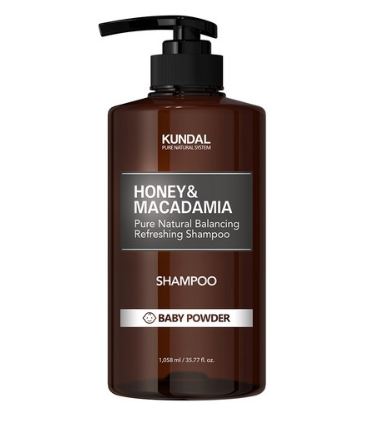 KUNDAL
PURE NATURAL SYSTEM
HONEY&
MACADAMIA
Pure Natural Balancing
Refreshing Shampoo
SHAMPOO
BABY POWDER
1,058 ml / 35.77 fl. oz.